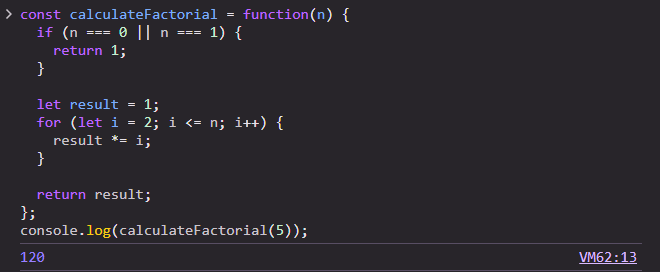 const calculateFactorial = function(n) {
  if (n === 0 || n === 1) {
    return 1;
  }

  let result = 1;
  for (let i = 2; i <= n; i++) {
    result *= i;
  }

  return result;
};
console.log(calculateFactorial(5));
120 VM62:13